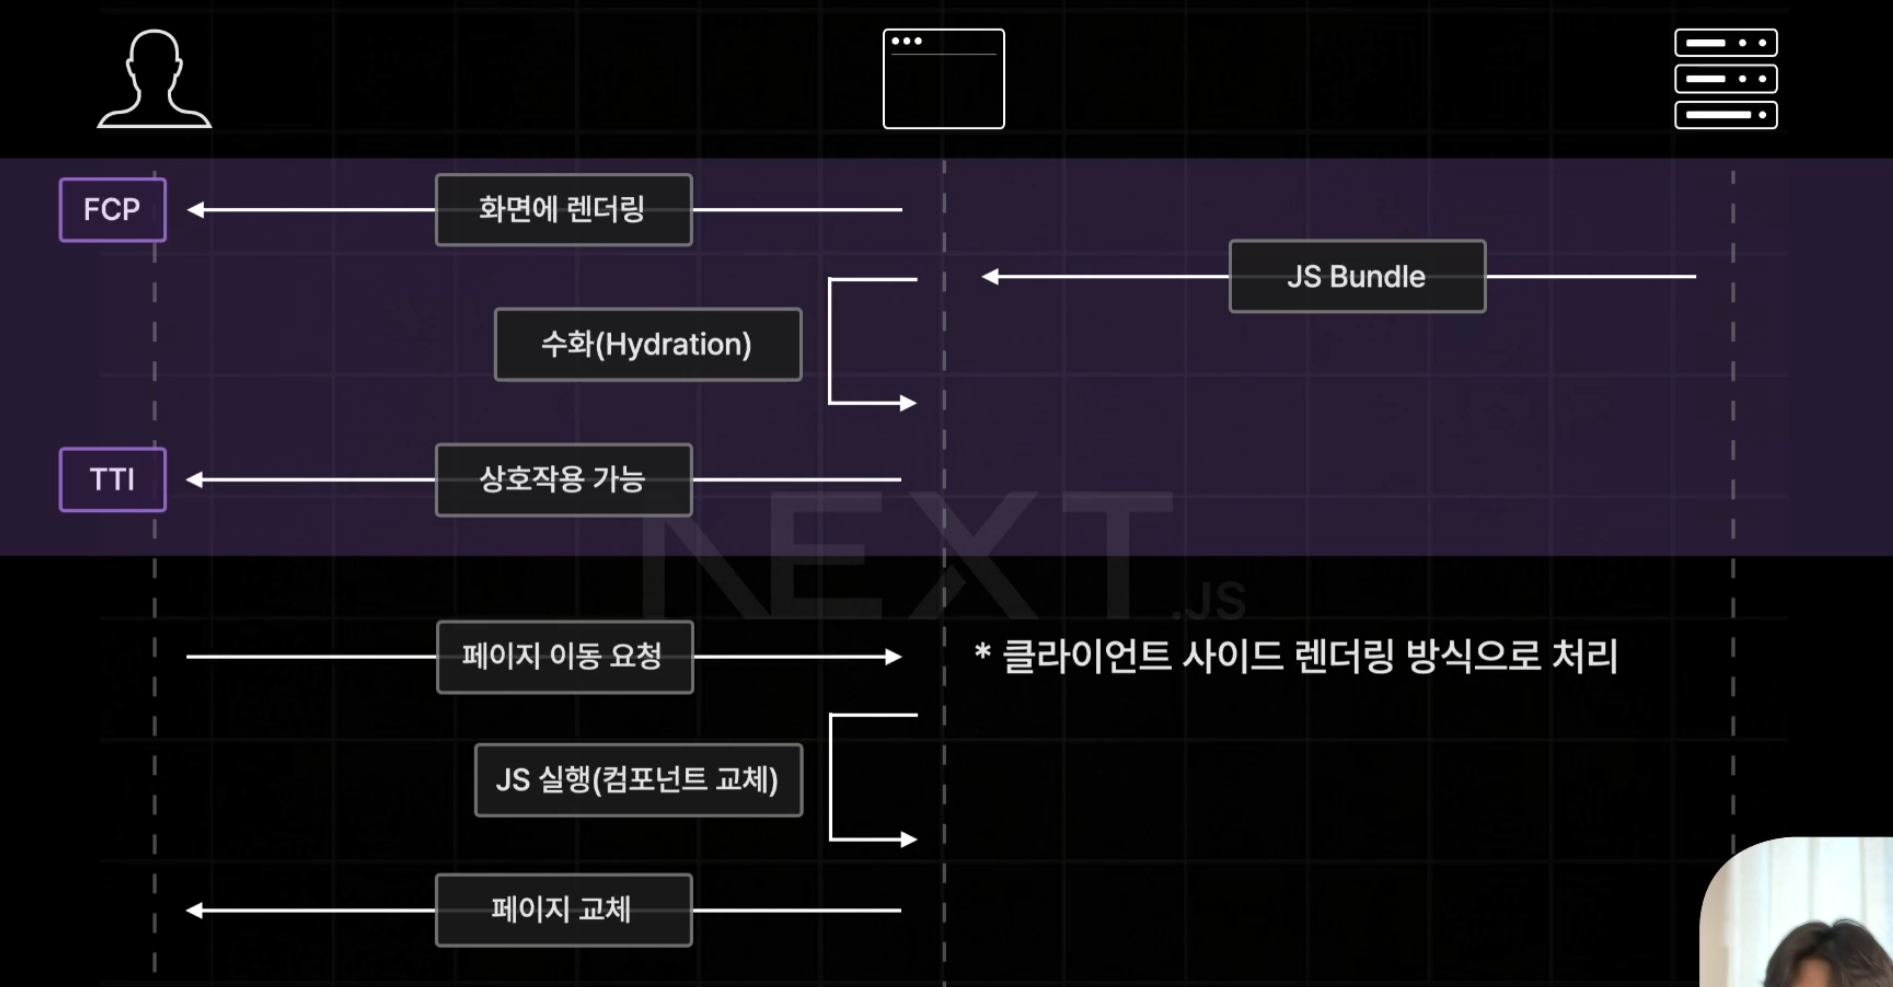 FCP
화면에 렌더링
JS Bundle
수화(Hydration)
TTI
상호작용 가능
NEXT.JS
페이지 이동 요청
* 클라이언트 사이드 렌더링 방식으로 처리
JS 실행(컴포넌트 교체)
페이지 교체